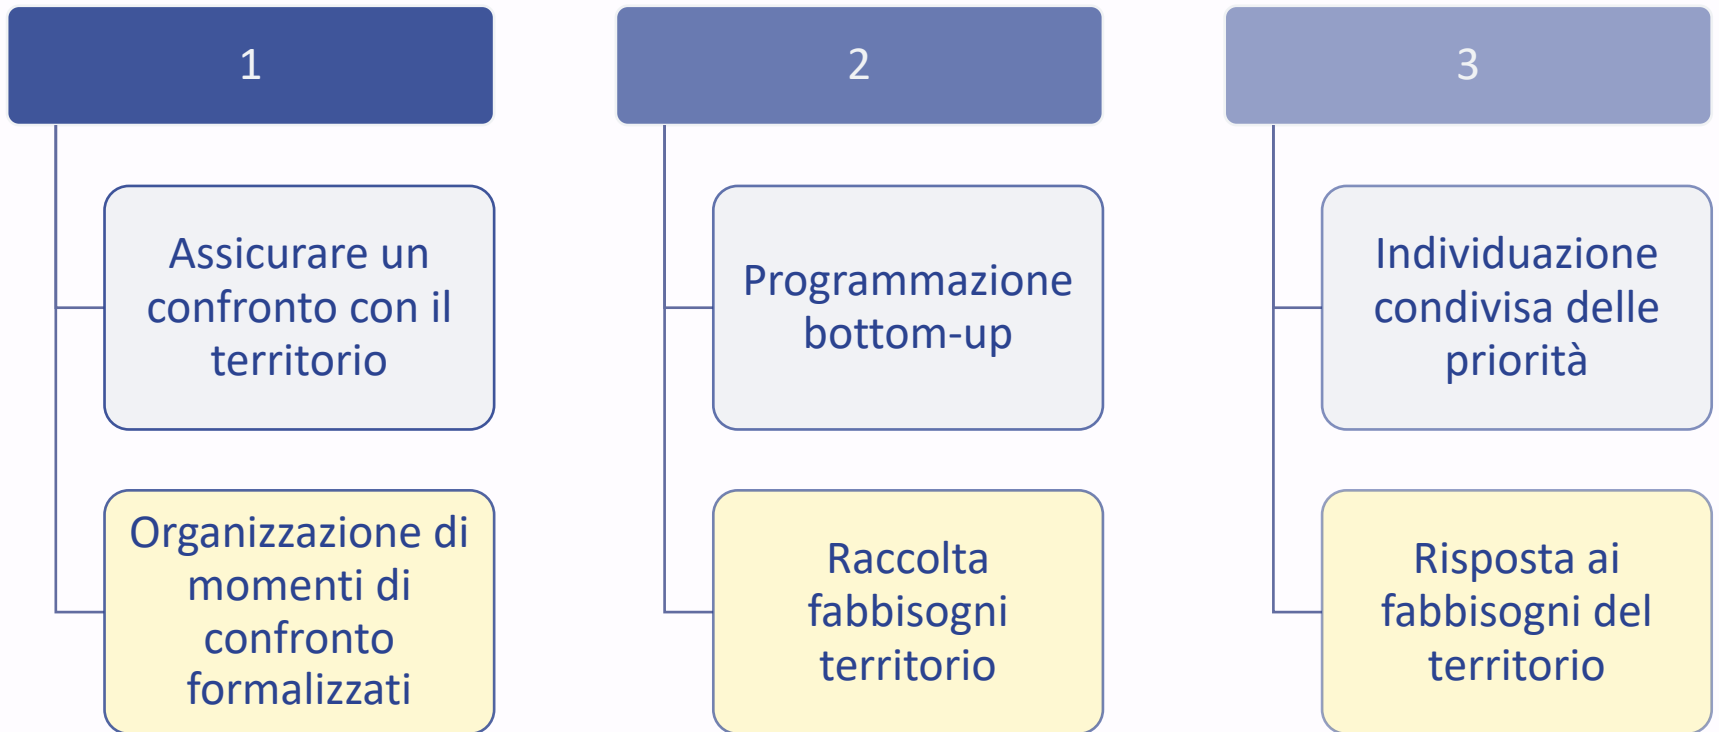 1
Assicurare un
confronto con il
territorio
Organizzazione di
momenti di
confronto
formalizzati
2
Programmazione
bottom-up
Raccolta
fabbisogni
territorio
3
Individuazione
condivisa delle
priorità
Risposta ai
fabbisogni del
territorio